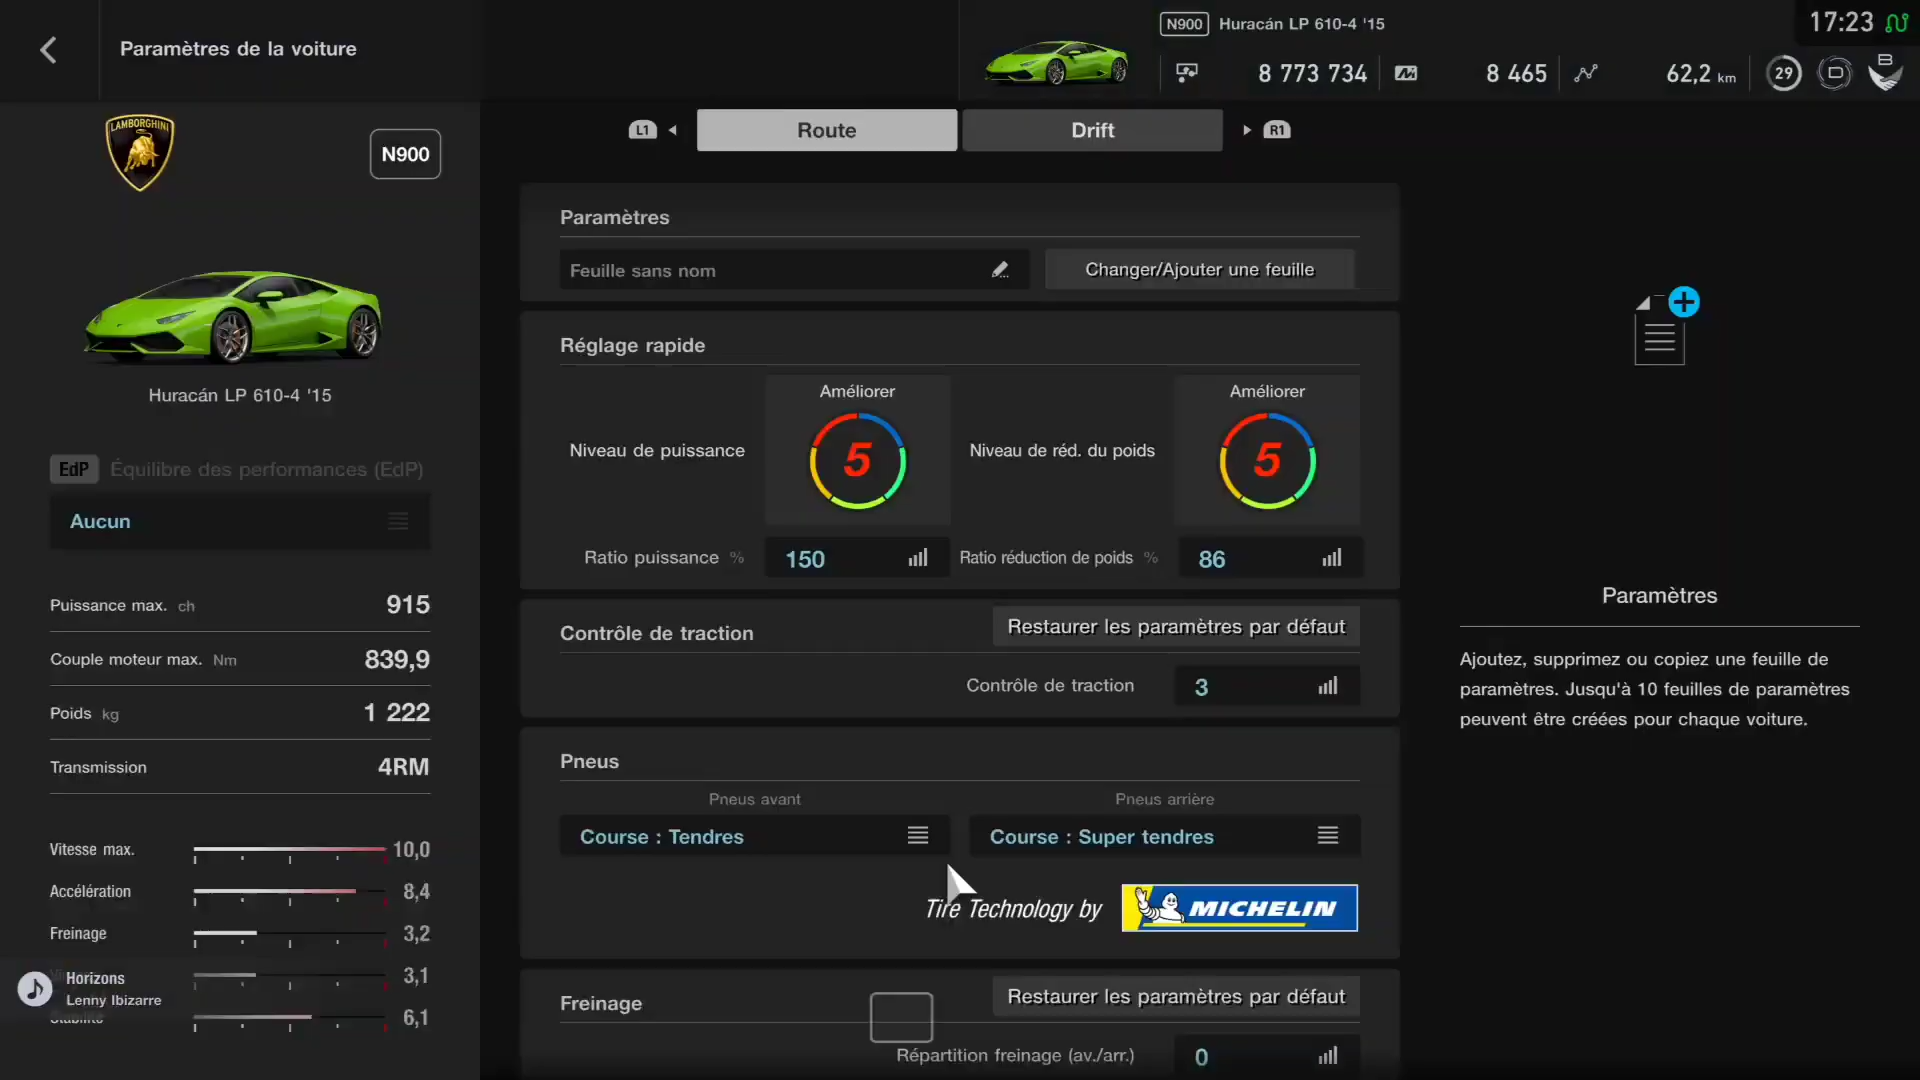 Paramètres de la voiture
N900 Huracán LP 610-4 '15
17:23
8 773 734
8 465
62,2 km
29
B
LAMBORGHINI
N900
L1 Route Drift R1
Huracán LP 610-4 '15
EdP Équilibre des performances (EdP)
Aucun
Puissance max. ch 915
Couple moteur max. Nm 839,9
Poids kg 1 222
Transmission 4RM
Vitesse max. 10,0
Accélération 8,4
Freinage 3,2
3,1
Stabilité 6,1
Horizons
Lenny Ibizarre
Paramètres
Feuille sans nom
Changer/Ajouter une feuille
Réglage rapide
Niveau de puissance
Améliorer
5
Niveau de réd. du poids
Améliorer
5
Ratio puissance % 150
Ratio réduction de poids % 86
Contrôle de traction
Restaurer les paramètres par défaut
Contrôle de traction 3
Pneus
Pneus avant
Pneus arrière
Course : Tendres
Course : Super tendres
Tire Technology by MICHELIN
Freinage
Restaurer les paramètres par défaut
Répartition freinage (av./arr.) 0
Paramètres
Ajoutez, supprimez ou copiez une feuille de
paramètres. Jusqu'à 10 feuilles de paramètres
peuvent être créées pour chaque voiture.